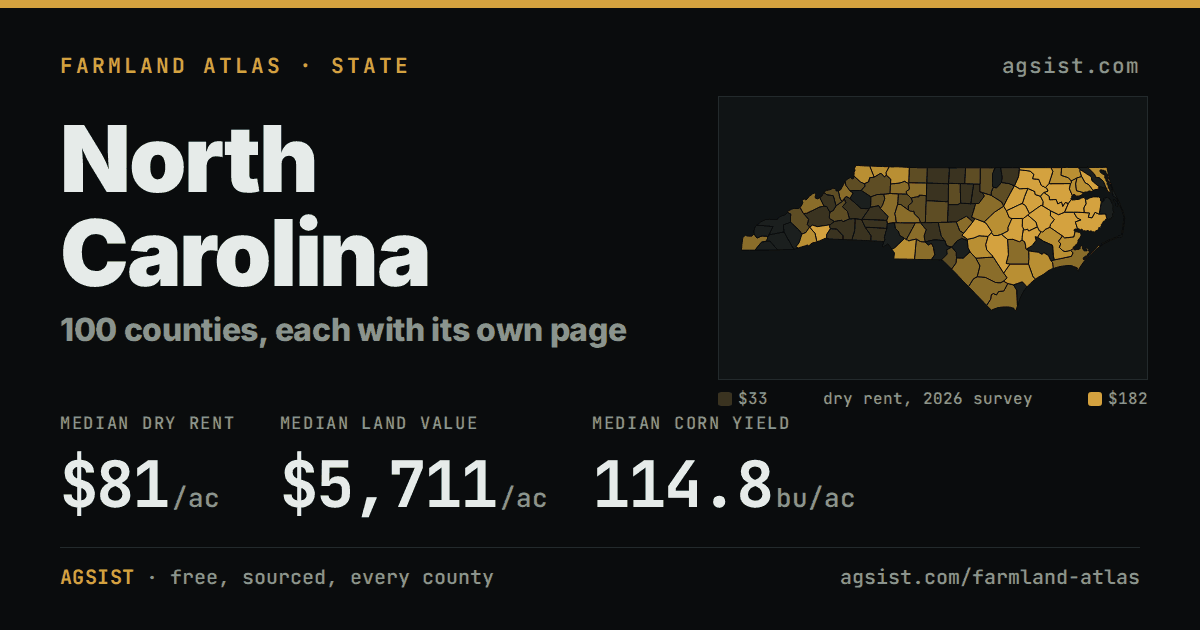 FARMLAND ATLAS · STATE
agsist.com
North
Carolina
100 counties, each with its own page
$33 dry rent, 2026 survey $182
MEDIAN DRY RENT MEDIAN LAND VALUE MEDIAN CORN YIELD
$81/ac $5,711/ac 114.8bu/ac
AGSIST · free, sourced, every county
agsist.com/farmland-atlas